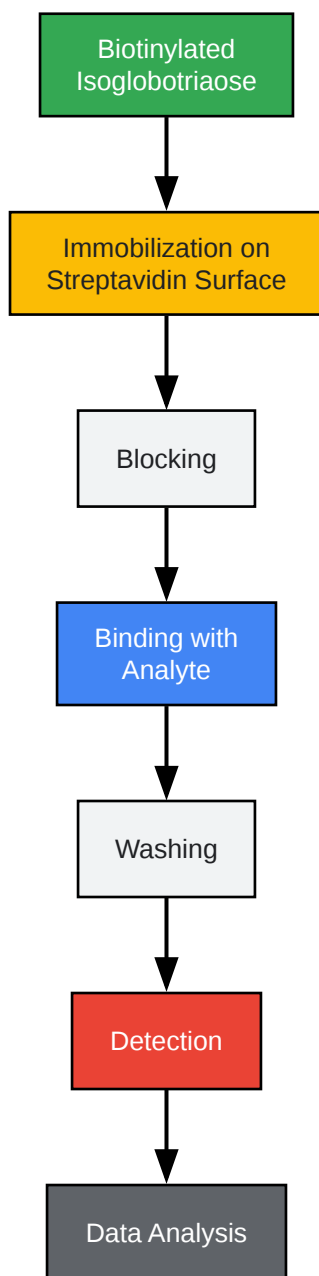 Biotinylated
Isoglobotriaose
Immobilization on
Streptavidin Surface
Blocking
Binding with
Analyte
Washing
Detection
Data Analysis